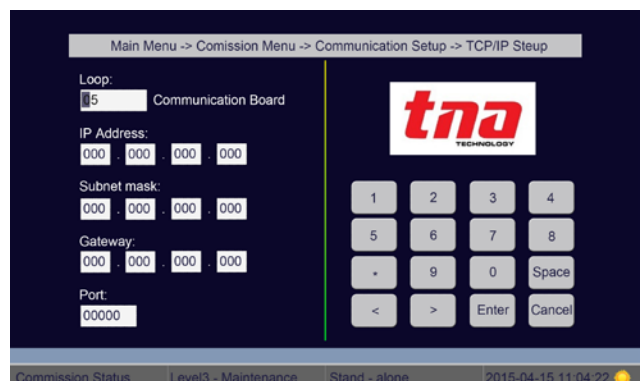 Main Menu -> Comission Menu -> Communication Setup -> TCP/IP Steup
Loop:
05 Communication Board
IP Address:
000 . 000 . 000 . 000
Subnet mask:
000 . 000 . 000 . 000
Gateway:
000 . 000 . 000 . 000
Port:
00000
tna
TECHNOLOGY
1 2 3 4
5 6 7 8
* 9 0 Space
< > Enter Cancel
Commission Status Level3 - Maintenance Stand - alone 2015-04-15 11:04:22